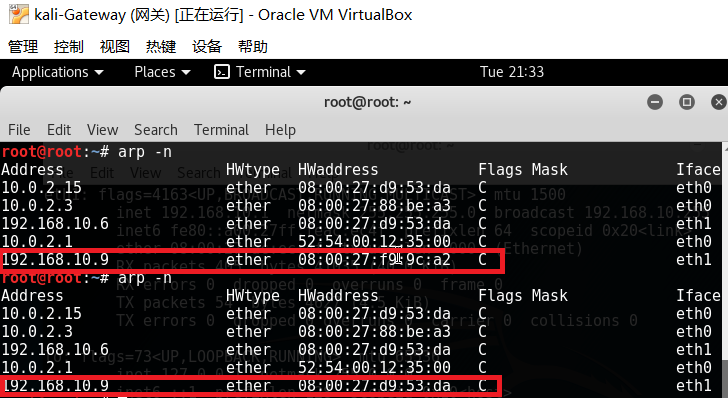 kali-Gateway (网关) [正在运行] - Oracle VM VirtualBox
管理 控制 视图 热键 设备 帮助
Applications Places Terminal Tue 21:33
root@root: ~
File Edit View Search Terminal Help
root@root:~# arp -n
Address HWtype HWaddress Flags Mask Iface
10.0.2.15 ether 08:00:27:d9:53:da C eth0
10.0.2.3 ether 08:00:27:88:be:a3 C eth0
192.168.10.6 ether 08:00:27:d9:53:da C eth1
10.0.2.1 ether 52:54:00:12:35:00 C eth0
192.168.10.9 ether 08:00:27:f9:9c:a2 C eth1
root@root:~# arp -n
Address HWtype HWaddress Flags Mask Iface
10.0.2.15 ether 08:00:27:d9:53:da C eth0
10.0.2.3 ether 08:00:27:88:be:a3 C eth0
192.168.10.6 ether 08:00:27:d9:53:da C eth1
10.0.2.1 ether 52:54:00:12:35:00 C eth0
192.168.10.9 ether 08:00:27:d9:53:da C eth1